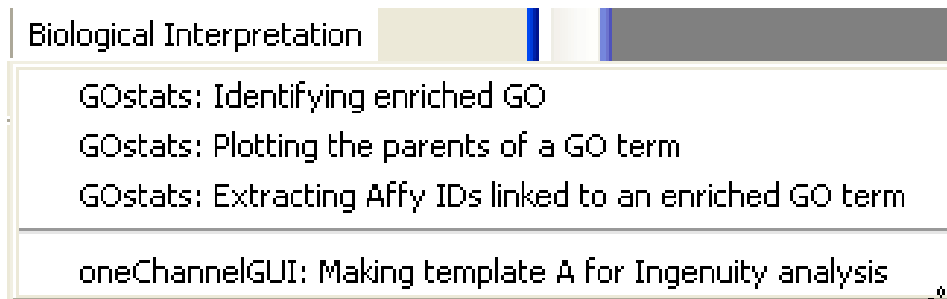 Biological Interpretation
GOstats: Identifying enriched GO
GOstats: Plotting the parents of a GO term
GOstats: Extracting Affy IDs linked to an enriched GO term
oneChannelGUI: Making template A for Ingenuity analysis